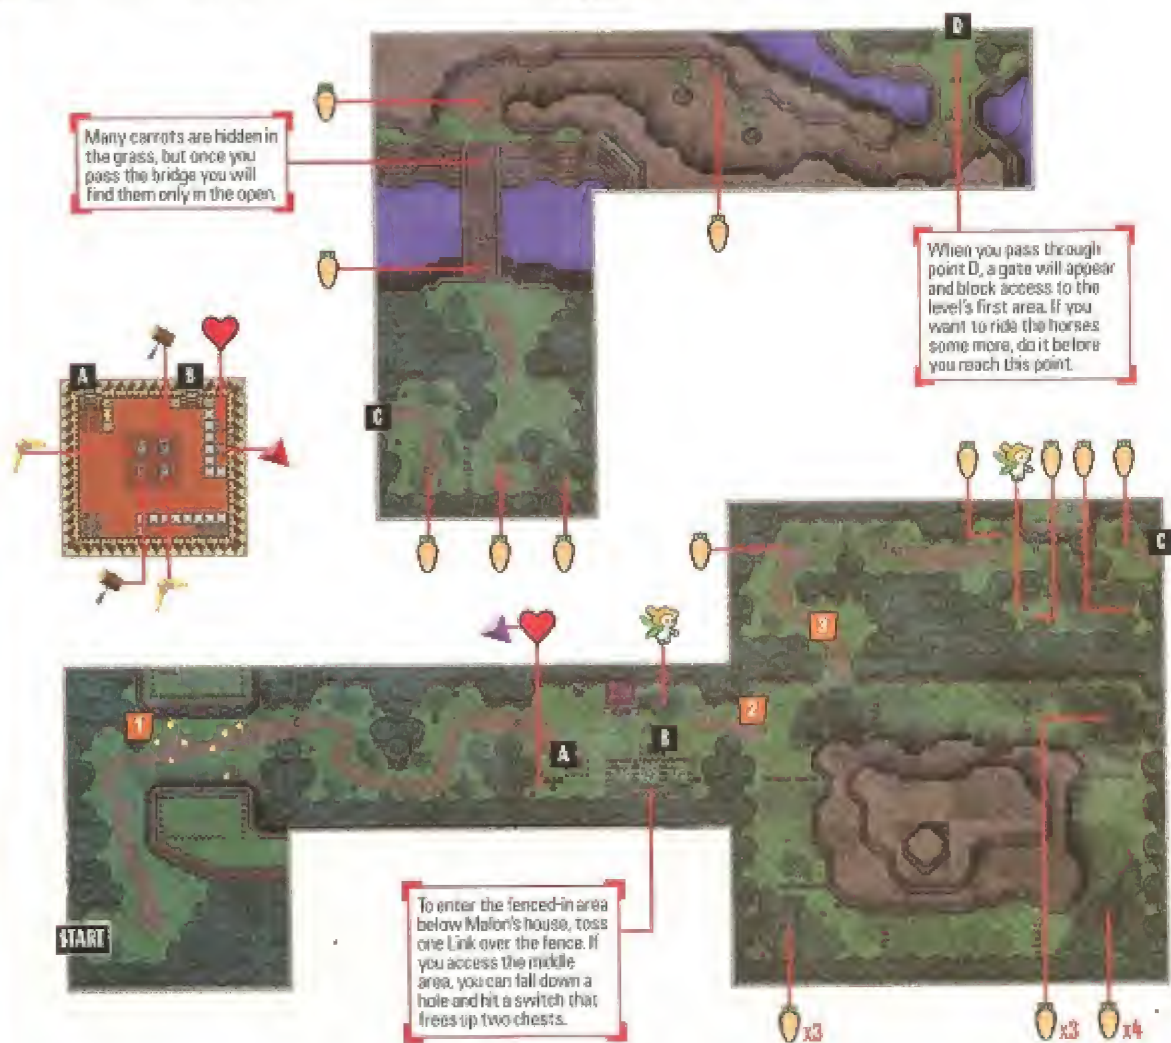 D
Many carrots are hidden in
the grass, but once you
pass the bridge you will
find them only in the open.
When you pass through
point D, a gate will appear
and block access to the
level's first area. If you
want to ride the horses
some more, do it before
you reach this point.
A
B
C
C
3
1
2
A
B
START
To enter the fenced-in area
below Malon's house, toss
one Link over the fence. If
you access the middle
area, you can fall down a
hole and hit a switch that
frees up two chests.
x3
x3
x4